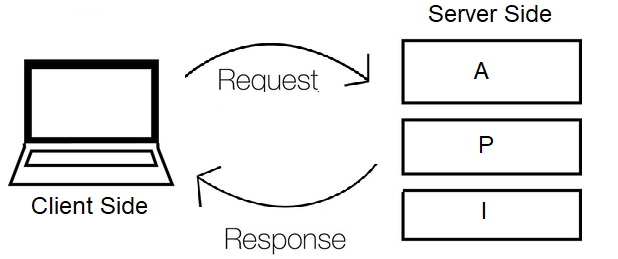 Server Side
Request
A
P
Client Side
I
Response